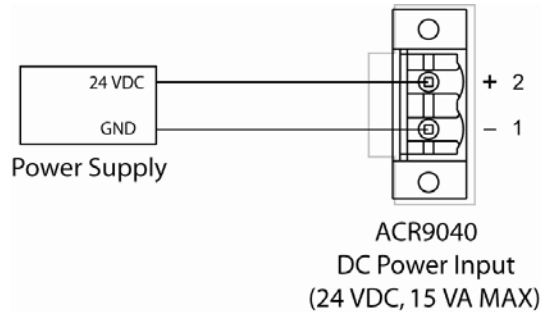 24 VDC
+ 2
GND
– 1
Power Supply
ACR9040
DC Power Input
(24 VDC, 15 VA MAX)